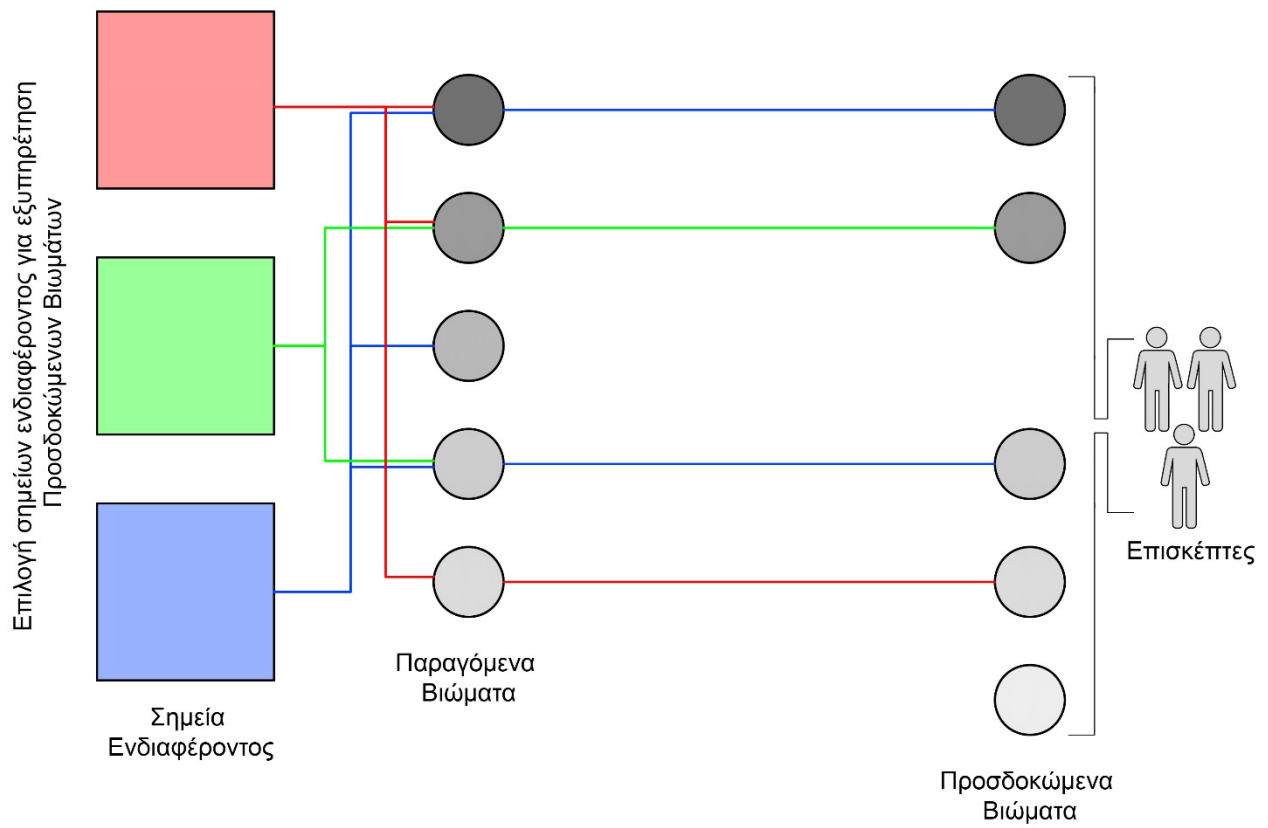 Επιλογή σημείων ενδιαφέροντος για εξυπηρέτηση
Προσδοκώμενων Βιωμάτων
Σημεία
Ενδιαφέροντος
Παραγόμενα
Βιώματα
Επισκέπτες
Προσδοκώμενα
Βιώματα